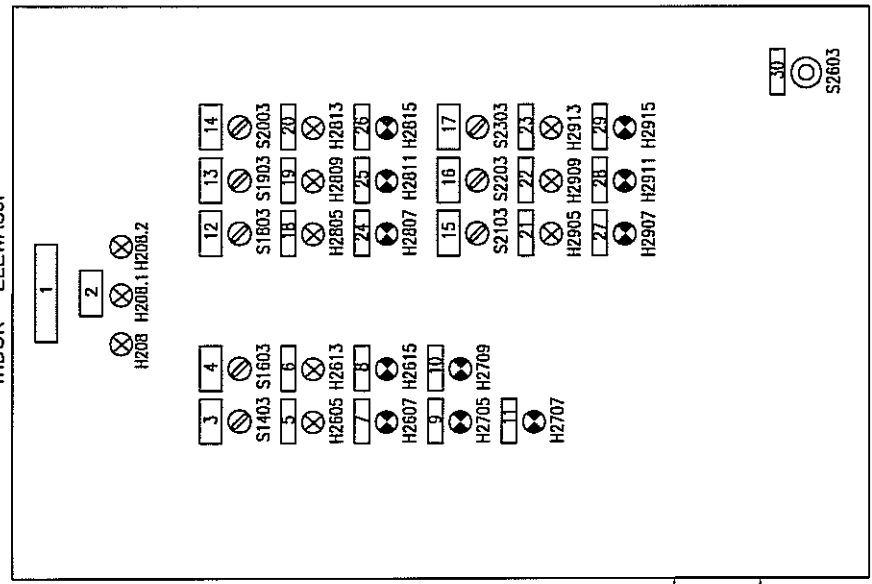 1
2
H208 H208.1 H208.2
3 4 12 13 14
S1403 S1603 S1803 S1903 S2003
5 6 18 19 20
H2605 H2613 H2805 H2809 H2813
7 8 24 25 26
H2607 H2615 H2807 H2811 H2815
9 10 15 16 17
H2705 H2709 S2103 S2203 S2303
11 21 22 23
H2707 H2905 H2909 H2913
27 28 29
H2907 H2911 H2915
30
S2603